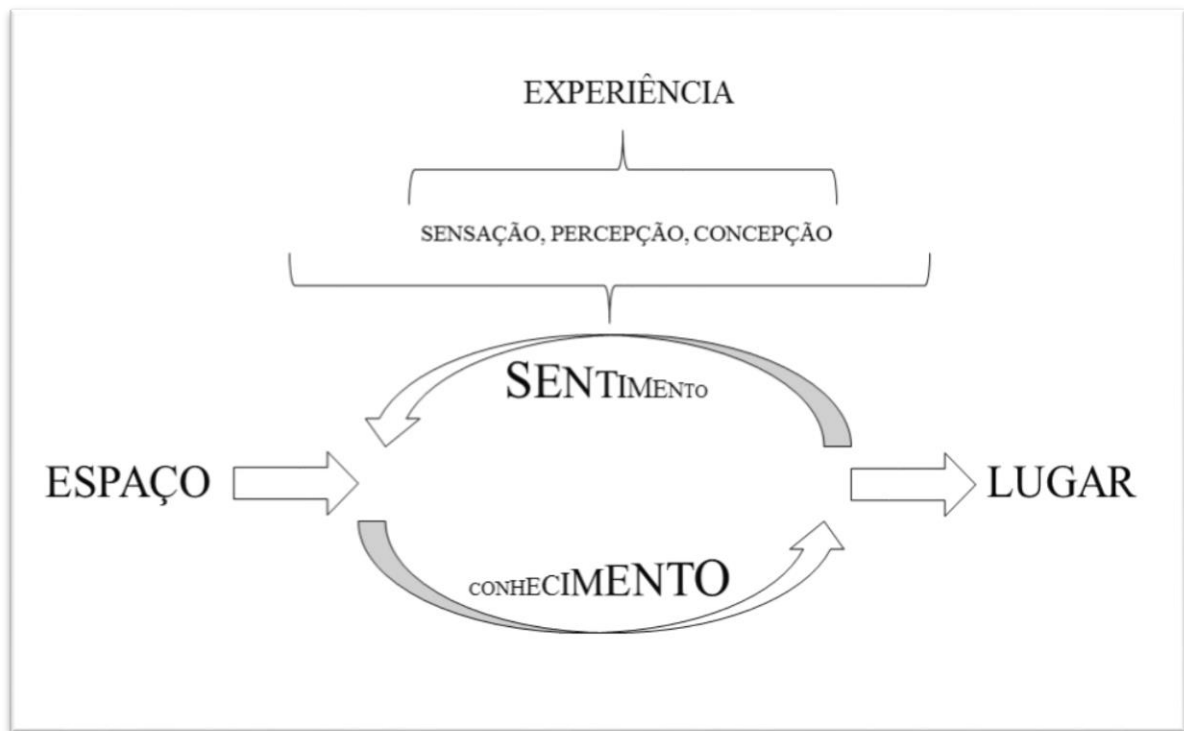 EXPERIÊNCIA
SENSAÇÃO, PERCEPÇÃO, CONCEPÇÃO
SENTIMENTO
ESPAÇO
LUGAR
CONHECIMENTO